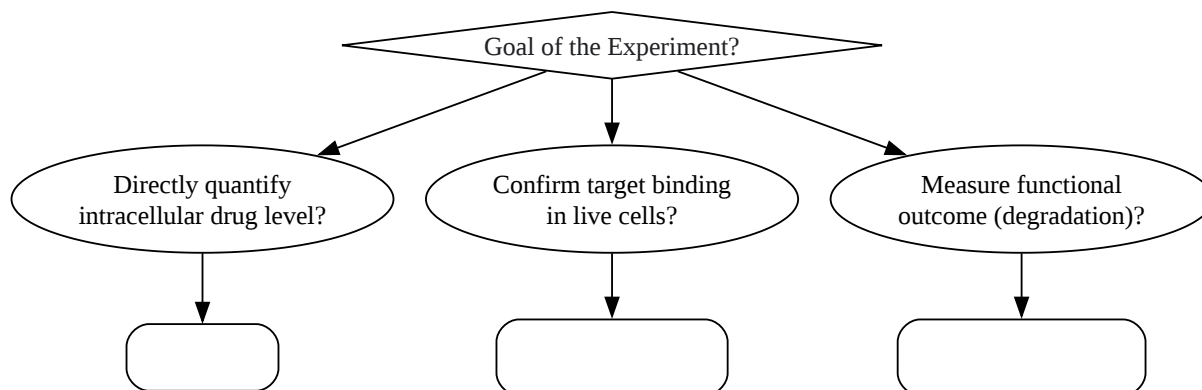 Goal of the Experiment?
Directly quantify
intracellular drug level?
Confirm target binding
in live cells?
Measure functional
outcome (degradation)?